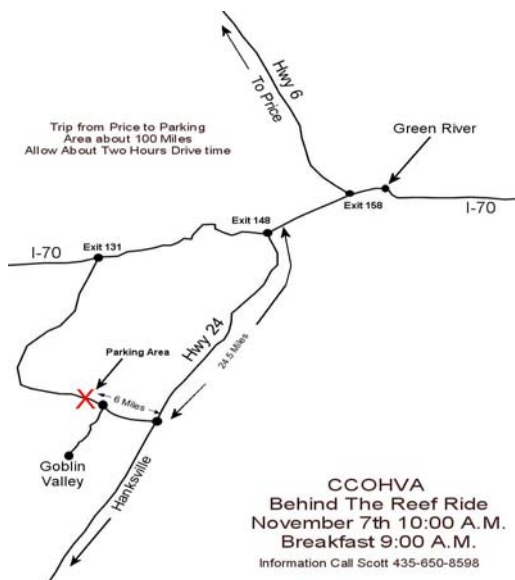 Hwy 6
To Price
Trip from Price to Parking
Area about 100 Miles
Allow About Two Hours Drive time
Green River
Exit 158
I-70
Exit 148
I-70
Exit 131
Hwy 24
24.5 Miles
Parking Area
6 Miles
Goblin
Valley
Hanksville
CCOHVA
Behind The Reef Ride
November 7th 10:00 A.M.
Breakfast 9:00 A.M.
Information Call Scott 435-650-8598